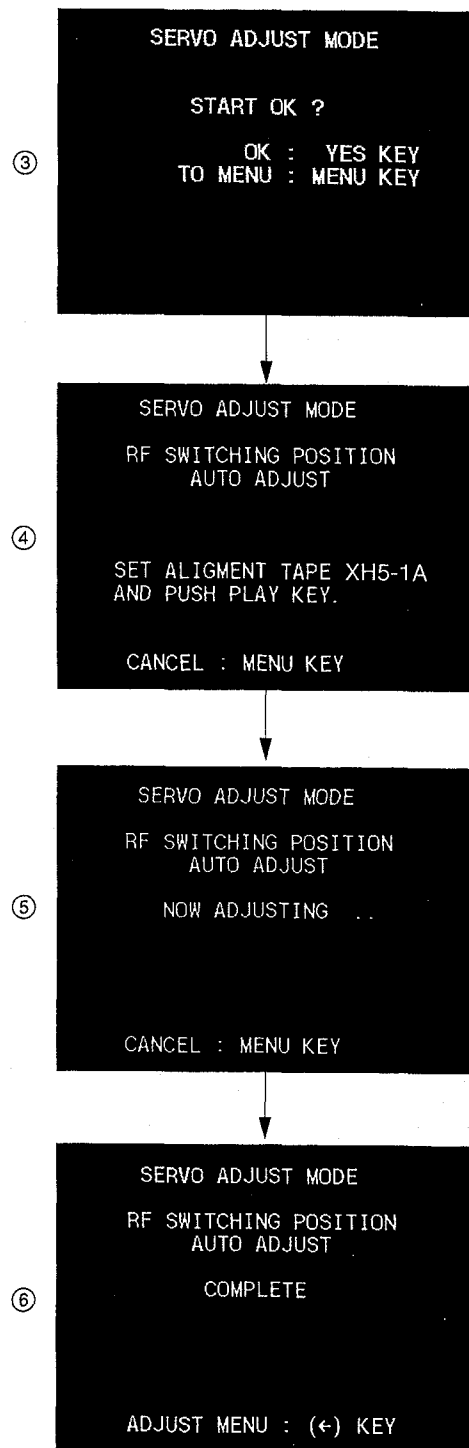 ③
SERVO ADJUST MODE
START OK ?
OK : YES KEY
TO MENU : MENU KEY
④
SERVO ADJUST MODE
RF SWITCHING POSITION
AUTO ADJUST
SET ALIGMENT TAPE XH5-1A
AND PUSH PLAY KEY.
CANCEL : MENU KEY
⑤
SERVO ADJUST MODE
RF SWITCHING POSITION
AUTO ADJUST
NOW ADJUSTING ..
CANCEL : MENU KEY
⑥
SERVO ADJUST MODE
RF SWITCHING POSITION
AUTO ADJUST
COMPLETE
ADJUST MENU : (←) KEY